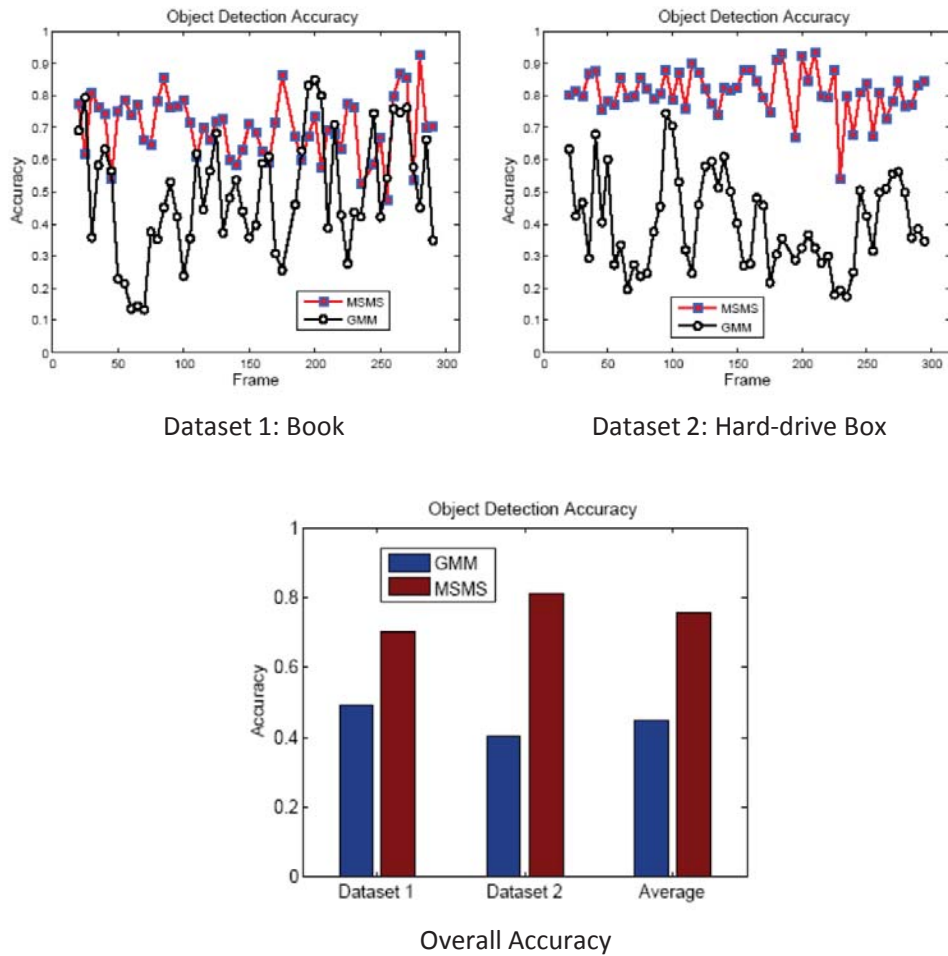 Object Detection Accuracy
1
0.9
0.8
0.7
0.6
0.5
0.4
0.3
0.2
0.1
0
Accuracy
MSMS
GMM
0 50 100 150 200 250 300
Frame
Dataset 1: Book
Object Detection Accuracy
1
0.9
0.8
0.7
0.6
0.5
0.4
0.3
0.2
0.1
0
Accuracy
MSMS
GMM
0 50 100 150 200 250 300
Frame
Dataset 2: Hard-drive Box
Object Detection Accuracy
1
0.8
0.6
0.4
0.2
0
Accuracy
GMM
MSMS
Dataset 1 Dataset 2 Average
Overall Accuracy